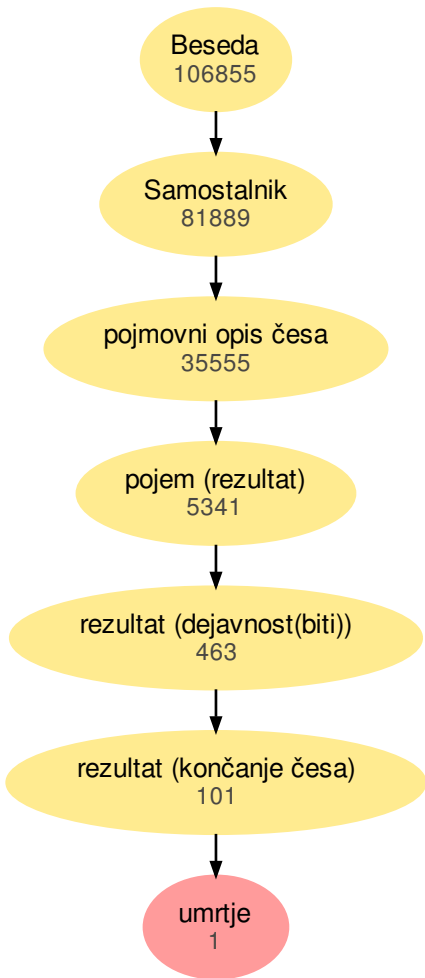 Beseda
106855
Samostalnik
81889
pojmovni opis česa
35555
pojem (rezultat)
5341
rezultat (dejavnost(biti))
463
rezultat (končanje česa)
101
umrtje
1